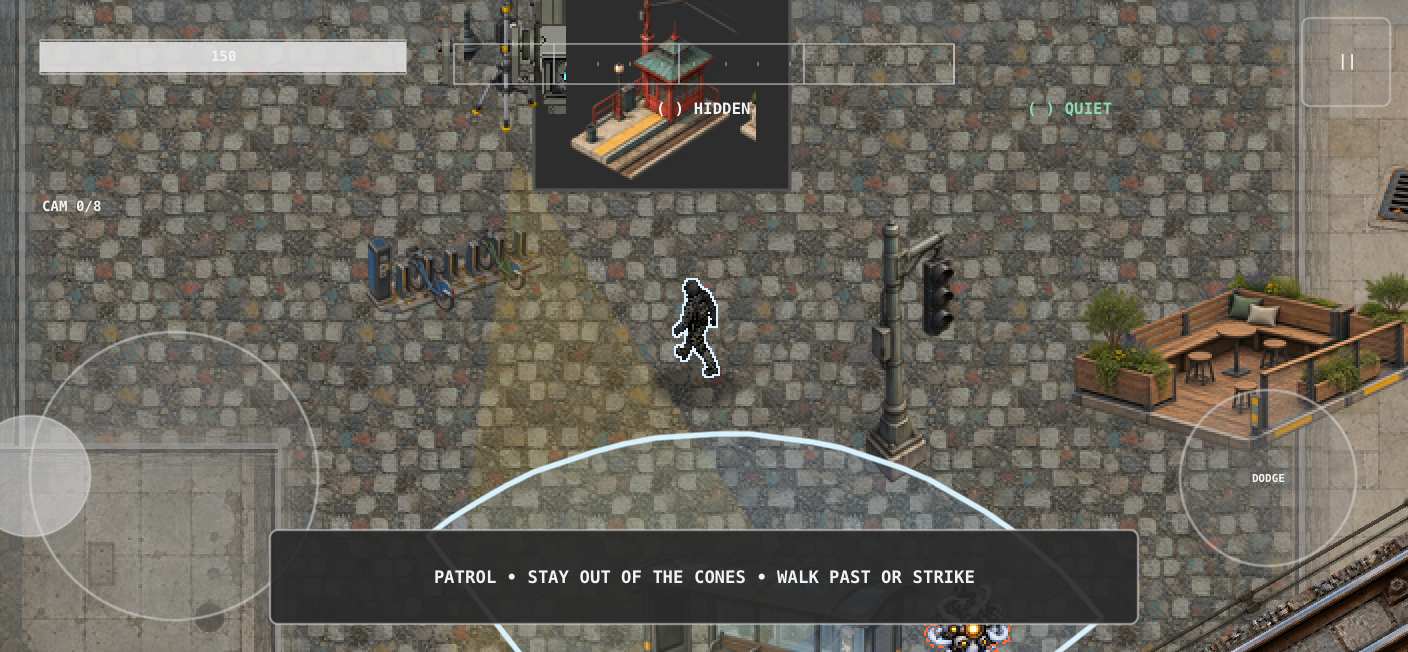 150
( ) HIDDEN
( ) QUIET
||
CAM 0/8
DODGE
PATROL • STAY OUT OF THE CONES • WALK PAST OR STRIKE